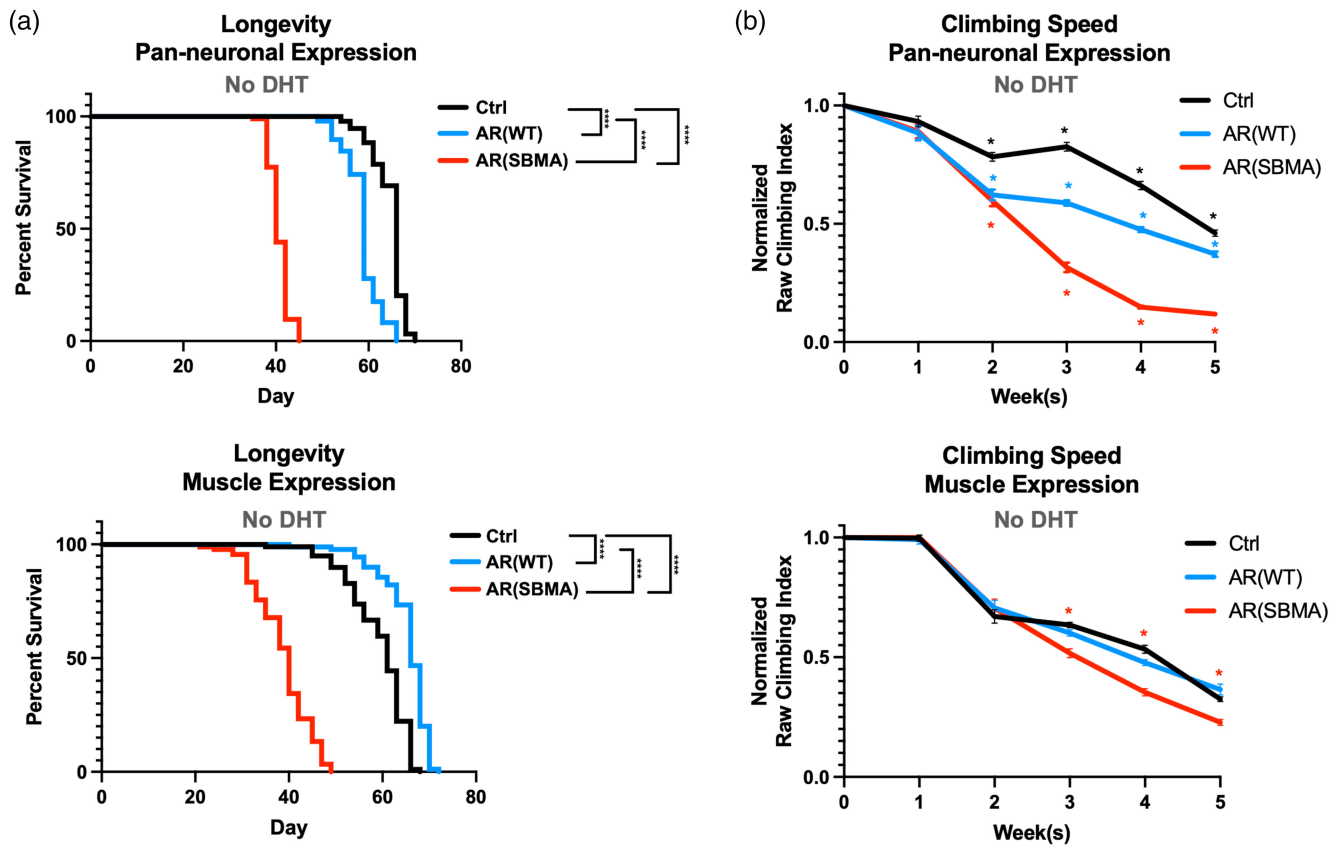 (a)
Longevity
Pan-neuronal Expression
No DHT
Ctrl
AR(WT)
AR(SBMA)
****
****
****
Percent Survival
100
50
0
0 20 40 60 80
Day
(b)
Climbing Speed
Pan-neuronal Expression
No DHT
Ctrl
AR(WT)
AR(SBMA)
Normalized
Raw Climbing Index
1.0
0.5
0.0
* * * *
* * * *
* * * *
0 1 2 3 4 5
Week(s)
Longevity
Muscle Expression
No DHT
Ctrl
AR(WT)
AR(SBMA)
****
****
****
Percent Survival
100
50
0
0 20 40 60 80
Day
Climbing Speed
Muscle Expression
No DHT
Ctrl
AR(WT)
AR(SBMA)
Normalized
Raw Climbing Index
1.0
0.5
0.0
* * *
0 1 2 3 4 5
Week(s)